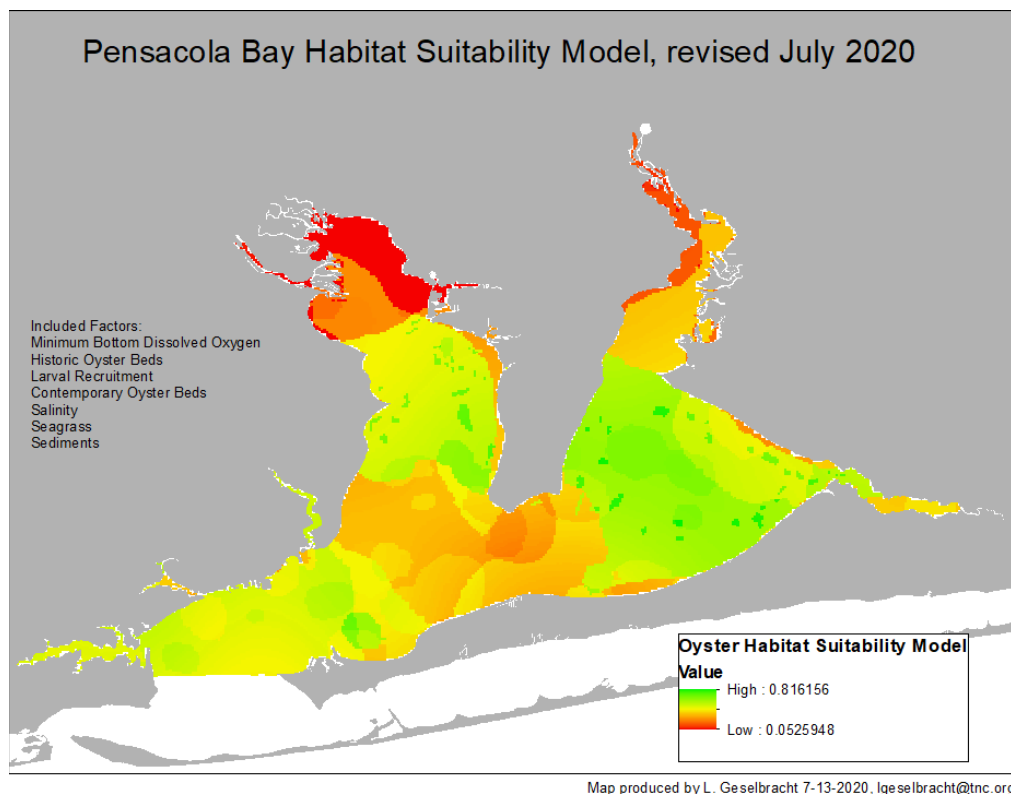 Pensacola Bay Habitat Suitability Model, revised July 2020
Included Factors:
Minimum Bottom Dissolved Oxygen
Historic Oyster Beds
Larval Recruitment
Contemporary Oyster Beds
Salinity
Seagrass
Sediments
Oyster Habitat Suitability Model
Value
High : 0.816156
Low : 0.0525948
Map produced by L. Geselbracht 7-13-2020, lgeselbracht@tnc.org